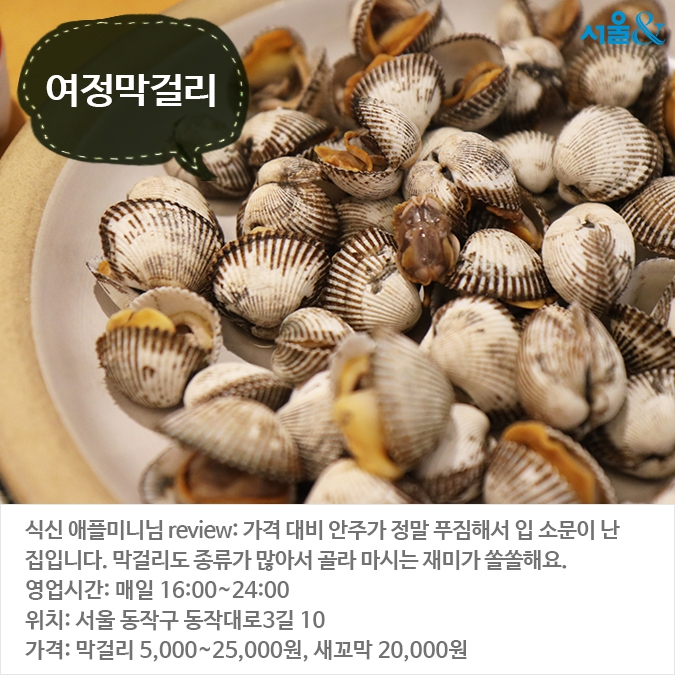 서울&
여정막걸리
식신 애플미니님 review: 가격 대비 안주가 정말 푸짐해서 입 소문이 난
집입니다. 막걸리도 종류가 많아서 골라 마시는 재미가 쏠쏠해요.
영업시간: 매일 16:00~24:00
위치: 서울 동작구 동작대로3길 10
가격: 막걸리 5,000~25,000원, 새꼬막 20,000원